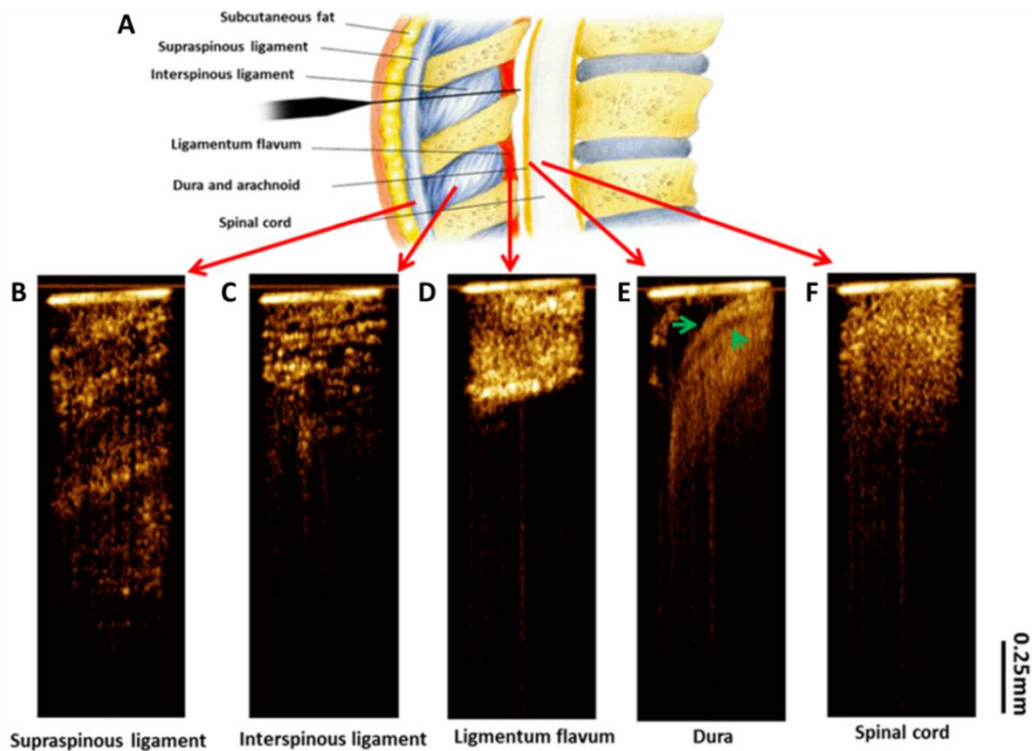 A
Subcutaneous fat
Supraspinous ligament
Interspinous ligament
Ligamentum flavum
Dura and arachnoid
Spinal cord
B
C
D
E
F
0.25mm
Supraspinous ligament
Interspinous ligament
Ligmentum flavum
Dura
Spinal cord